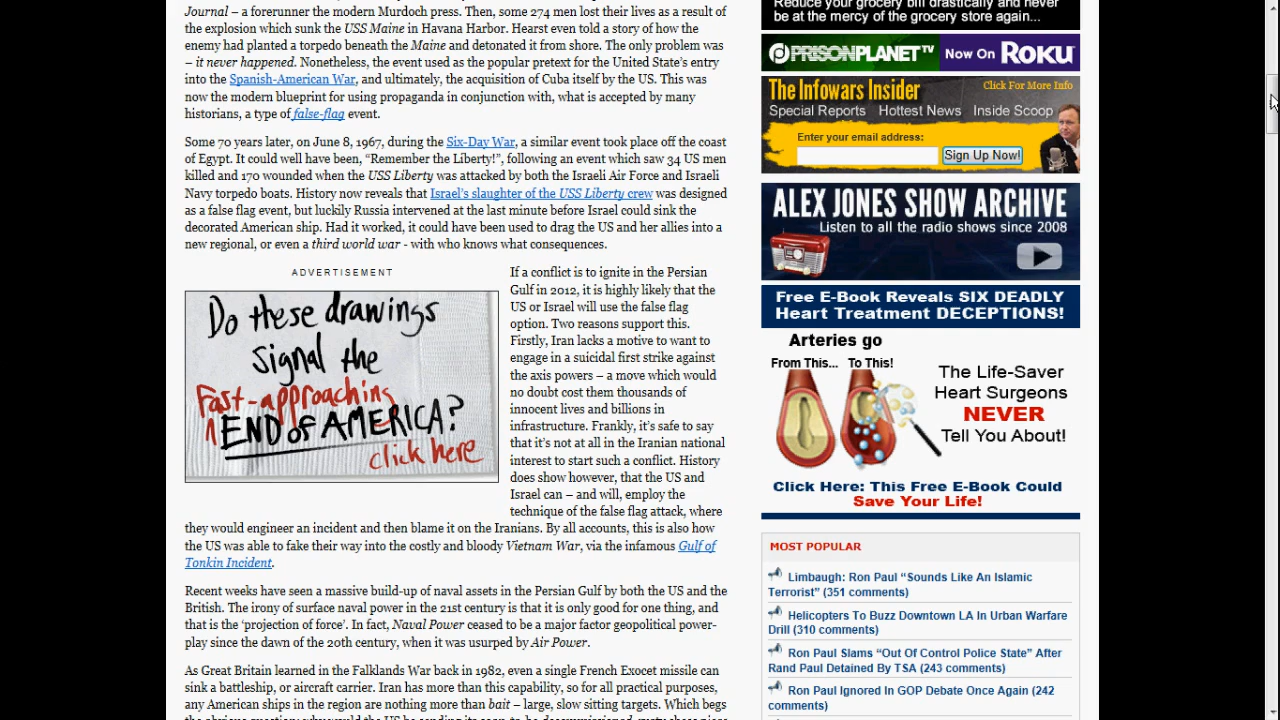 Journal – a forerunner the modern Murdoch press. Then, some 274 men lost their lives as a result of
the explosion which sunk the USS Maine in Havana Harbor. Hearst even told a story of how the
enemy had planted a torpedo beneath the Maine and detonated it from shore. The only problem was
– it never happened. Nonetheless, the event used as the popular pretext for the United State's entry
into the Spanish-American War, and ultimately, the acquisition of Cuba itself by the US. This was
now the modern blueprint for using propaganda in conjunction with, what is accepted by many
historians, a type of false-flag event.
Some 70 years later, on June 8, 1967, during the Six-Day War, a similar event took place off the coast
of Egypt. It could well have been, “Remember the Liberty!”, following an event which saw 34 US men
killed and 170 wounded when the USS Liberty was attacked by both the Israeli Air Force and Israeli
Navy torpedo boats. History now reveals that Israel's slaughter of the USS Liberty crew was designed
as a false flag event, but luckily Russia intervened at the last minute before Israel could sink the
decorated American ship. Had it worked, it could have been used to drag the US and her allies into a
new regional, or even a third world war - with who knows what consequences.
ADVERTISEMENT
Do these drawings
signal the
Fast-approaching
END of AMERICA?
click here
If a conflict is to ignite in the Persian
Gulf in 2012, it is highly likely that the
US or Israel will use the false flag
option. Two reasons support this.
Firstly, Iran lacks a motive to want to
engage in a suicidal first strike against
the axis powers – a move which would
no doubt cost them thousands of
innocent lives and billions in
infrastructure. Frankly, it's safe to say
that it's not at all in the Iranian national
interest to start such a conflict. History
does show however, that the US and
Israel can – and will, employ the
technique of the false flag attack, where
they would engineer an incident and then blame it on the Iranians. By all accounts, this is also how
the US was able to fake their way into the costly and bloody Vietnam War, via the infamous Gulf of
Tonkin Incident.
Recent weeks have seen a massive build-up of naval assets in the Persian Gulf by both the US and the
British. The irony of surface naval power in the 21st century is that it is only good for one thing, and
that is the ‘projection of force’. In fact, Naval Power ceased to be a major factor geopolitical power-
play since the dawn of the 20th century, when it was usurped by Air Power.
As Great Britain learned in the Falklands War back in 1982, even a single French Exocet missile can
sink a battleship, or aircraft carrier. Iran has more than this capability, so for all practical purposes,
any American ships in the region are nothing more than bait – large, slow sitting targets. Which begs
Reduce your grocery bill drastically and never
be at the mercy of the grocery store again...
PRISONPLANET TV Now On ROKU
The Infowars Insider Click For More Info
Special Reports Hottest News Inside Scoop
Enter your email address:
Sign Up Now!
ALEX JONES SHOW ARCHIVE
Listen to all the radio shows since 2008
Free E-Book Reveals SIX DEADLY
Heart Treatment DECEPTIONS!
Arteries go
From This... To This!
The Life-Saver
Heart Surgeons
NEVER
Tell You About!
Click Here: This Free E-Book Could
Save Your Life!
MOST POPULAR
Limbaugh: Ron Paul “Sounds Like An Islamic
Terrorist” (351 comments)
Helicopters To Buzz Downtown LA In Urban Warfare
Drill (310 comments)
Ron Paul Slams “Out Of Control Police State” After
Rand Paul Detained By TSA (243 comments)
Ron Paul Ignored In GOP Debate Once Again (242
comments)